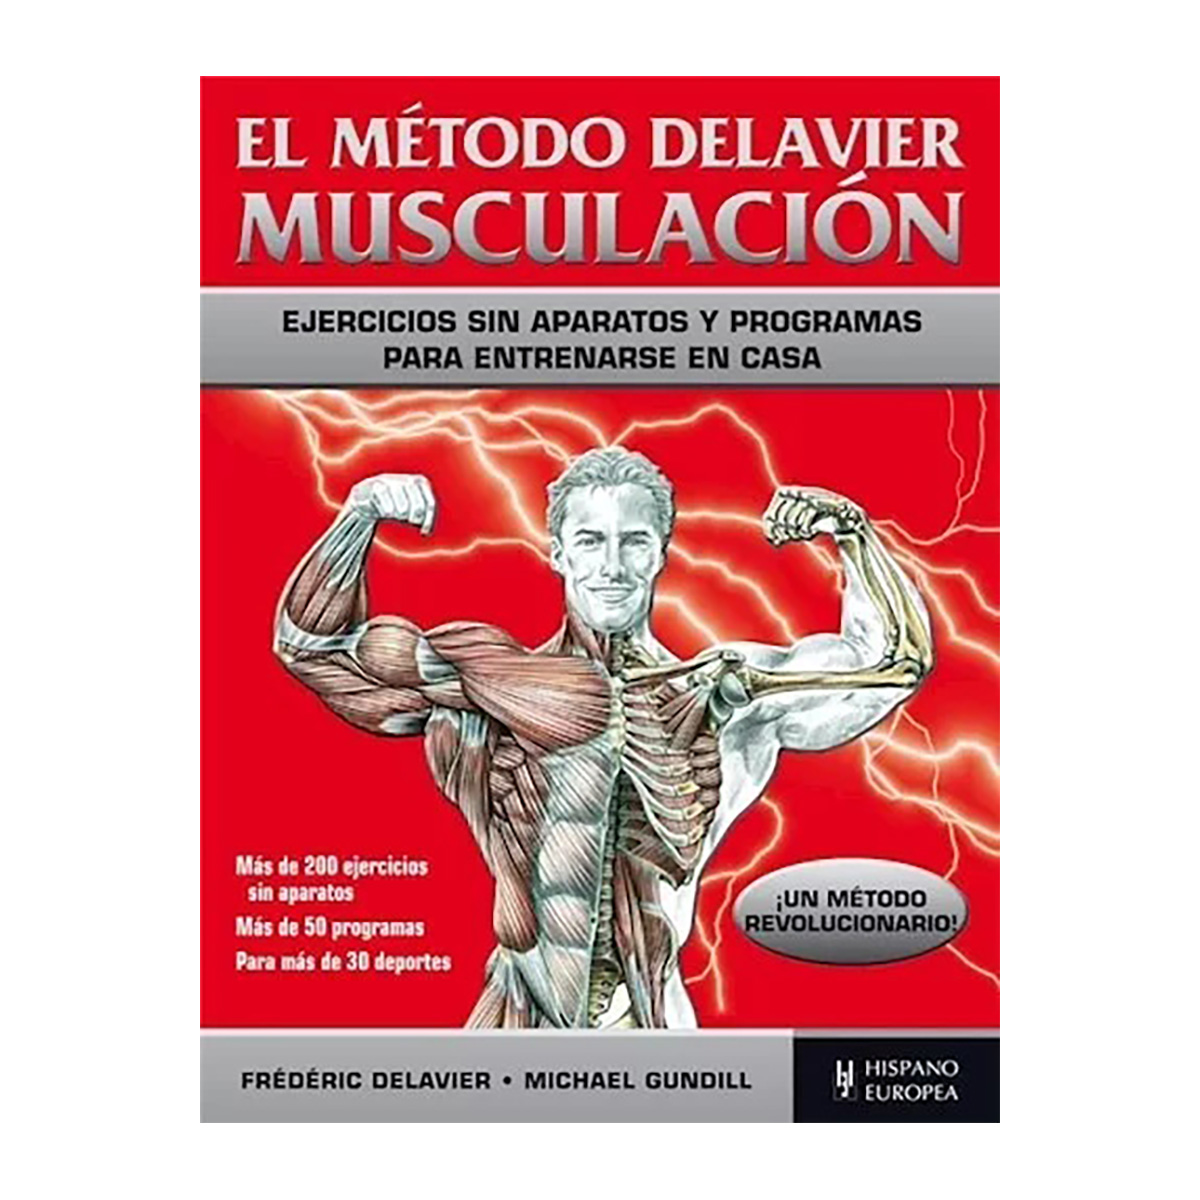 EL MÉTODO DELAVIER
MUSCULACIÓN
EJERCICIOS SIN APARATOS Y PROGRAMAS
PARA ENTRENARSE EN CASA
Más de 200 ejercicios
sin aparatos
Más de 50 programas
Para más de 30 deportes
¡UN MÉTODO
REVOLUCIONARIO!
FRÉDÉRIC DELAVIER • MICHAEL GUNDILL
HISPANO
EUROPEA